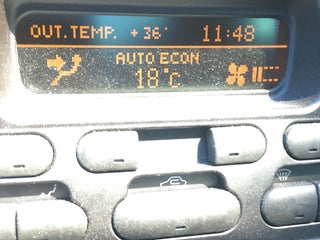 OUT.TEMP. +36° 11:48
AUTO ECON
18°C